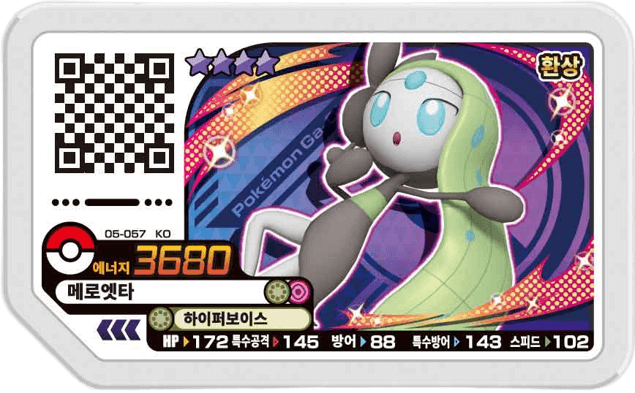 환상
Pokémon Ga
05-057 KO
에너지 3680
메로엣타
하이퍼보이스
HP 172 특수공격 145 방어 88 특수방어 143 스피드 102